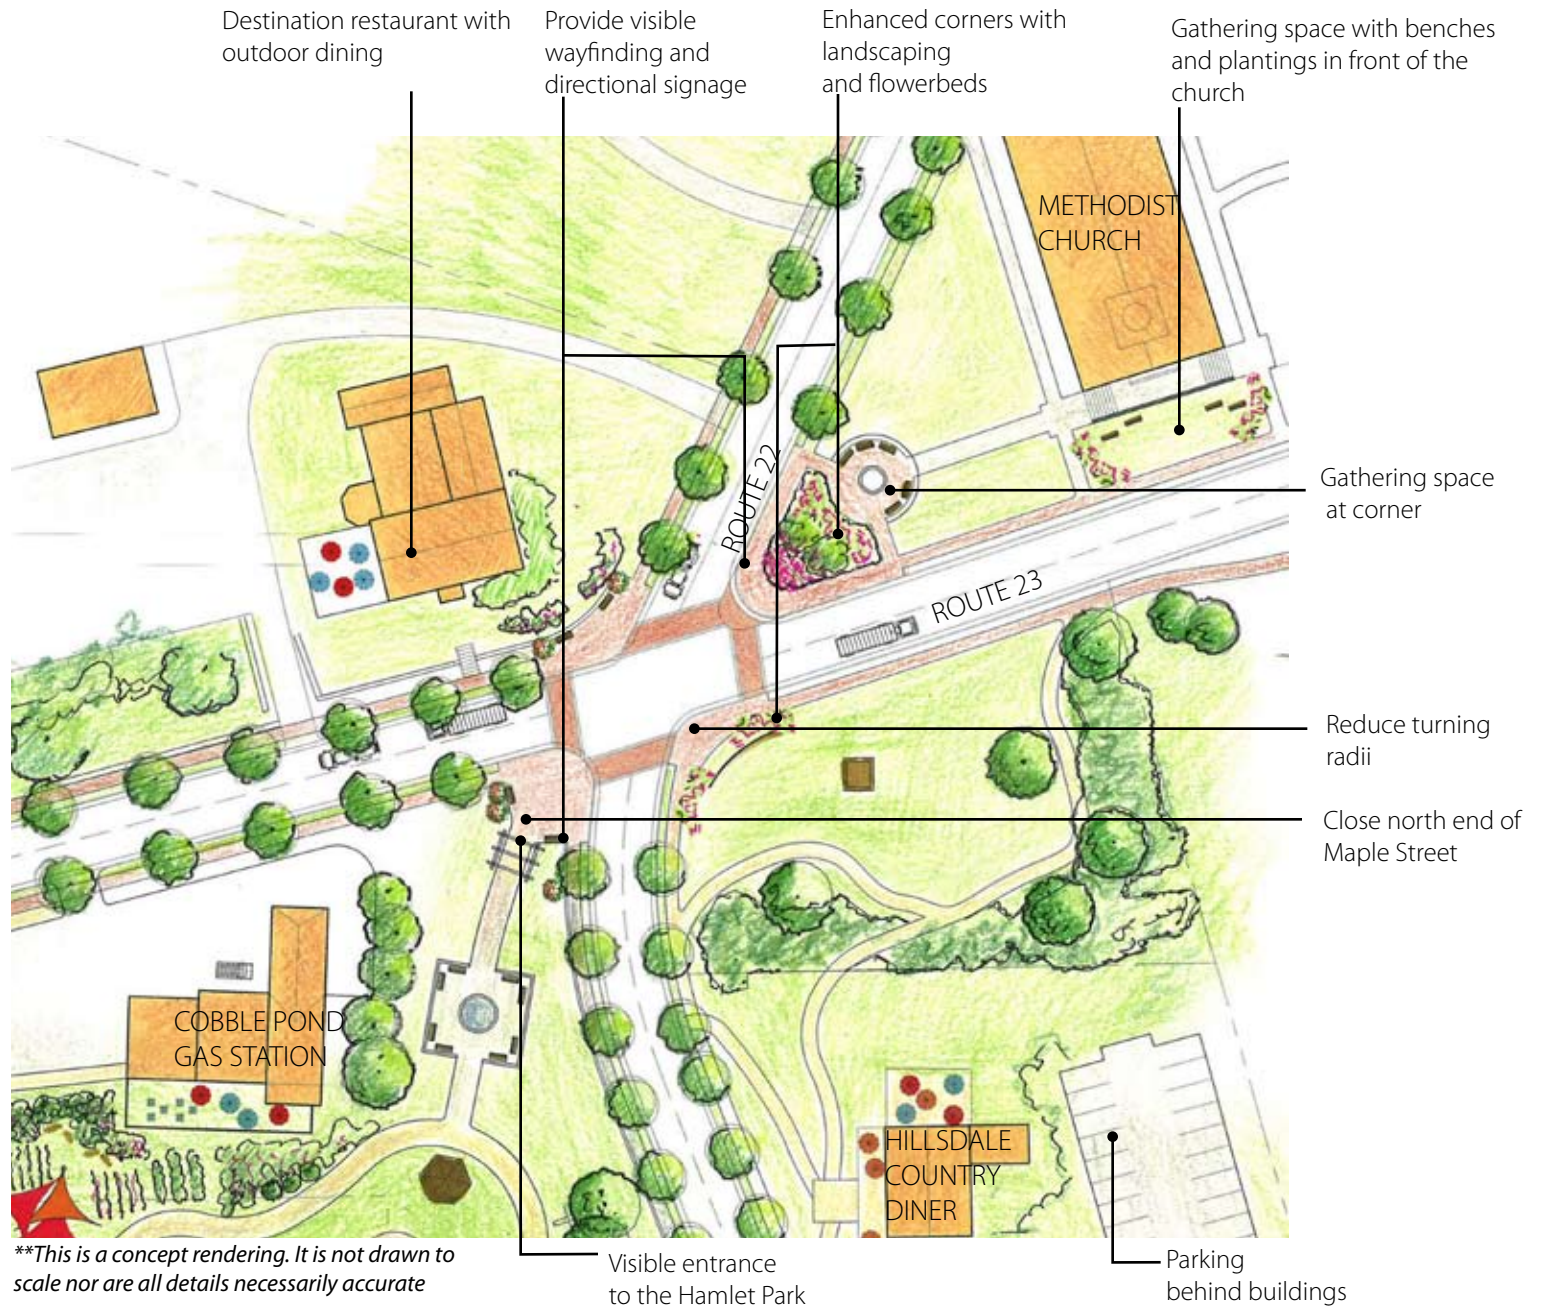 Destination restaurant with
outdoor dining
Provide visible
wayfinding and
directional signage
Enhanced corners with
landscaping
and flowerbeds
Gathering space with benches
and plantings in front of the
church
METHODIST
CHURCH
ROUTE 22
Gathering space
at corner
ROUTE 23
Reduce turning
radii
Close north end of
Maple Street
COBBLE POND
GAS STATION
HILLSDALE
COUNTRY
DINER
**This is a concept rendering. It is not drawn to
scale nor are all details necessarily accurate
Visible entrance
to the Hamlet Park
Parking
behind buildings